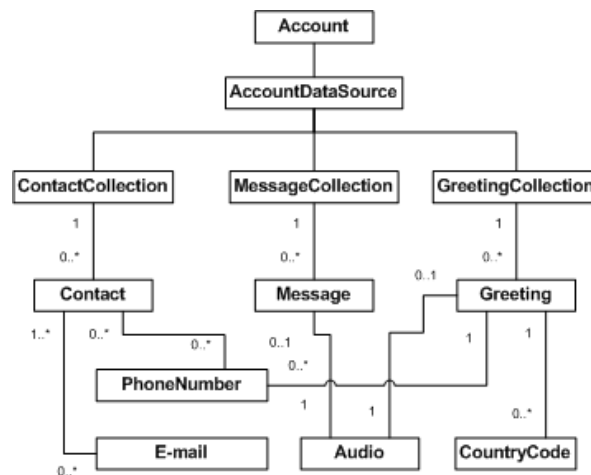 Account
AccountDataSource
ContactCollection MessageCollection GreetingCollection
1 1 1
0..* 0..* 0..*
Contact Message Greeting
0..1
1..* 0..* 0..* 0..1 1 1
PhoneNumber
0..*
1 1 0..*
E-mail Audio CountryCode
0..*